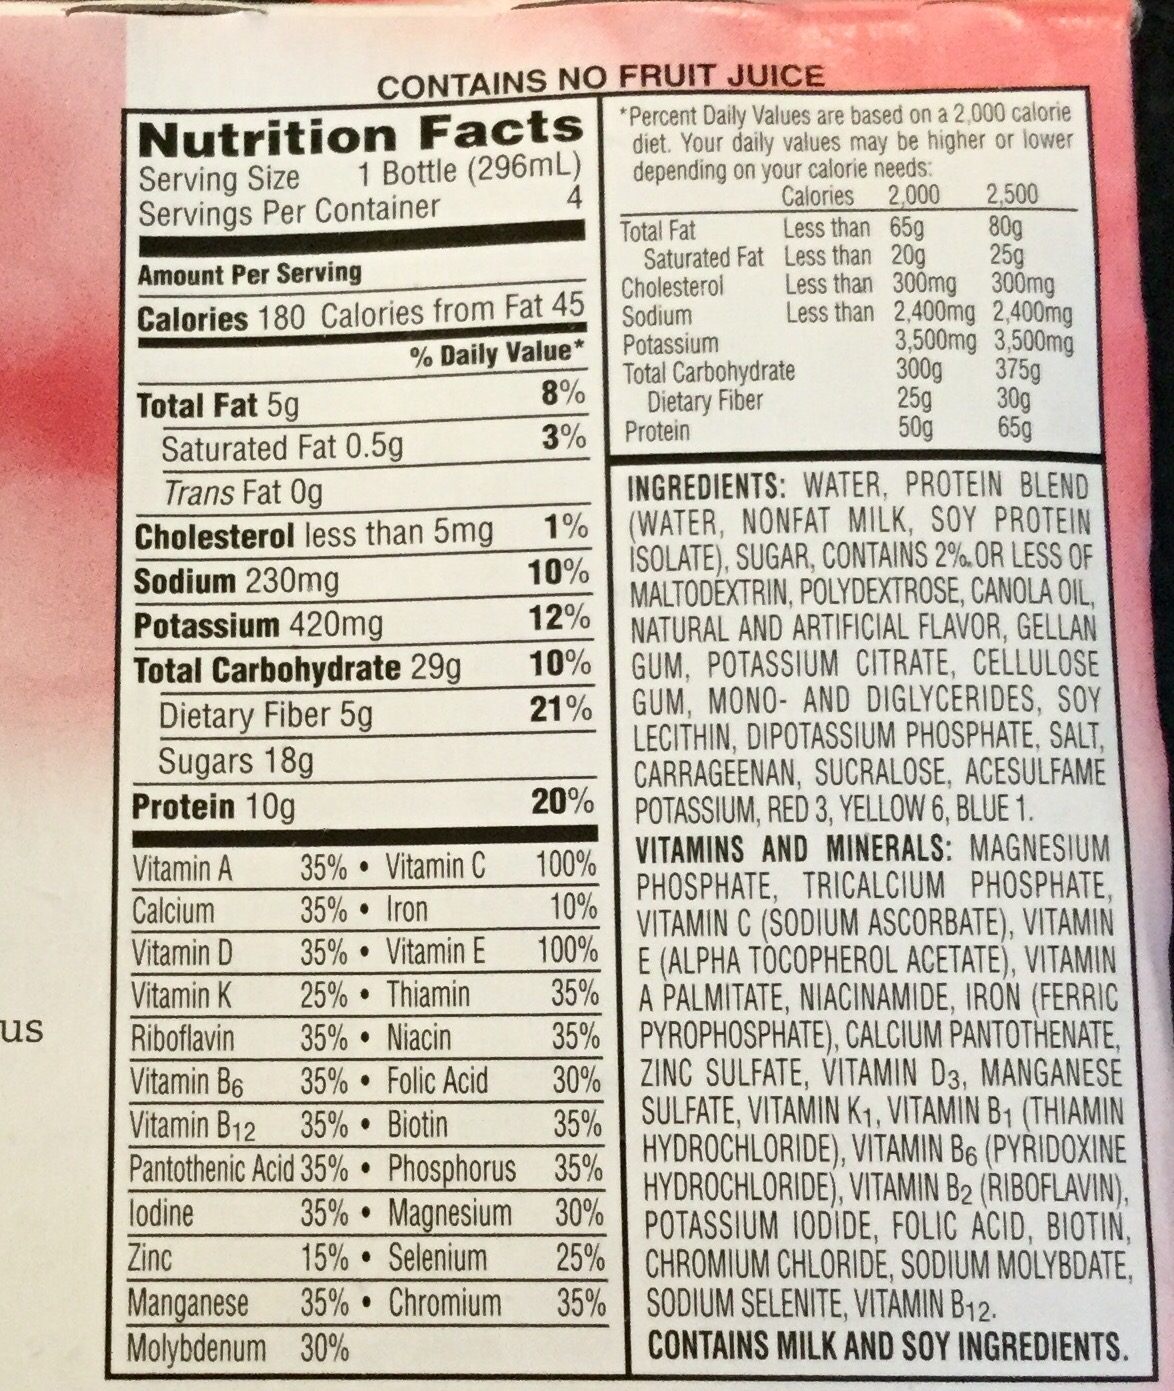 CONTAINS NO FRUIT JUICE
Nutrition Facts
Serving Size 1 Bottle (296mL)
Servings Per Container 4
Amount Per Serving
Calories 180 Calories from Fat 45
% Daily Value*
Total Fat 5g 8%
Saturated Fat 0.5g 3%
Trans Fat 0g
Cholesterol less than 5mg 1%
Sodium 230mg 10%
Potassium 420mg 12%
Total Carbohydrate 29g 10%
Dietary Fiber 5g 21%
Sugars 18g
Protein 10g 20%
Vitamin A 35% • Vitamin C 100%
Calcium 35% • Iron 10%
Vitamin D 35% • Vitamin E 100%
Vitamin K 25% • Thiamin 35%
Riboflavin 35% • Niacin 35%
Vitamin B6 35% • Folic Acid 30%
Vitamin B12 35% • Biotin 35%
Pantothenic Acid 35% • Phosphorus 35%
Iodine 35% • Magnesium 30%
Zinc 15% • Selenium 25%
Manganese 35% • Chromium 35%
Molybdenum 30%
*Percent Daily Values are based on a 2,000 calorie
diet. Your daily values may be higher or lower
depending on your calorie needs:
Calories 2,000 2,500
Total Fat Less than 65g 80g
Saturated Fat Less than 20g 25g
Cholesterol Less than 300mg 300mg
Sodium Less than 2,400mg 2,400mg
Potassium 3,500mg 3,500mg
Total Carbohydrate 300g 375g
Dietary Fiber 25g 30g
Protein 50g 65g
INGREDIENTS: WATER, PROTEIN BLEND
(WATER, NONFAT MILK, SOY PROTEIN
ISOLATE), SUGAR, CONTAINS 2% OR LESS OF
MALTODEXTRIN, POLYDEXTROSE, CANOLA OIL,
NATURAL AND ARTIFICIAL FLAVOR, GELLAN
GUM, POTASSIUM CITRATE, CELLULOSE
GUM, MONO- AND DIGLYCERIDES, SOY
LECITHIN, DIPOTASSIUM PHOSPHATE, SALT,
CARRAGEENAN, SUCRALOSE, ACESULFAME
POTASSIUM, RED 3, YELLOW 6, BLUE 1.
VITAMINS AND MINERALS: MAGNESIUM
PHOSPHATE, TRICALCIUM PHOSPHATE,
VITAMIN C (SODIUM ASCORBATE), VITAMIN
E (ALPHA TOCOPHEROL ACETATE), VITAMIN
A PALMITATE, NIACINAMIDE, IRON (FERRIC
PYROPHOSPHATE), CALCIUM PANTOTHENATE,
ZINC SULFATE, VITAMIN D3, MANGANESE
SULFATE, VITAMIN K1, VITAMIN B1 (THIAMIN
HYDROCHLORIDE), VITAMIN B6 (PYRIDOXINE
HYDROCHLORIDE), VITAMIN B2 (RIBOFLAVIN),
POTASSIUM IODIDE, FOLIC ACID, BIOTIN,
CHROMIUM CHLORIDE, SODIUM MOLYBDATE,
SODIUM SELENITE, VITAMIN B12.
CONTAINS MILK AND SOY INGREDIENTS.
us